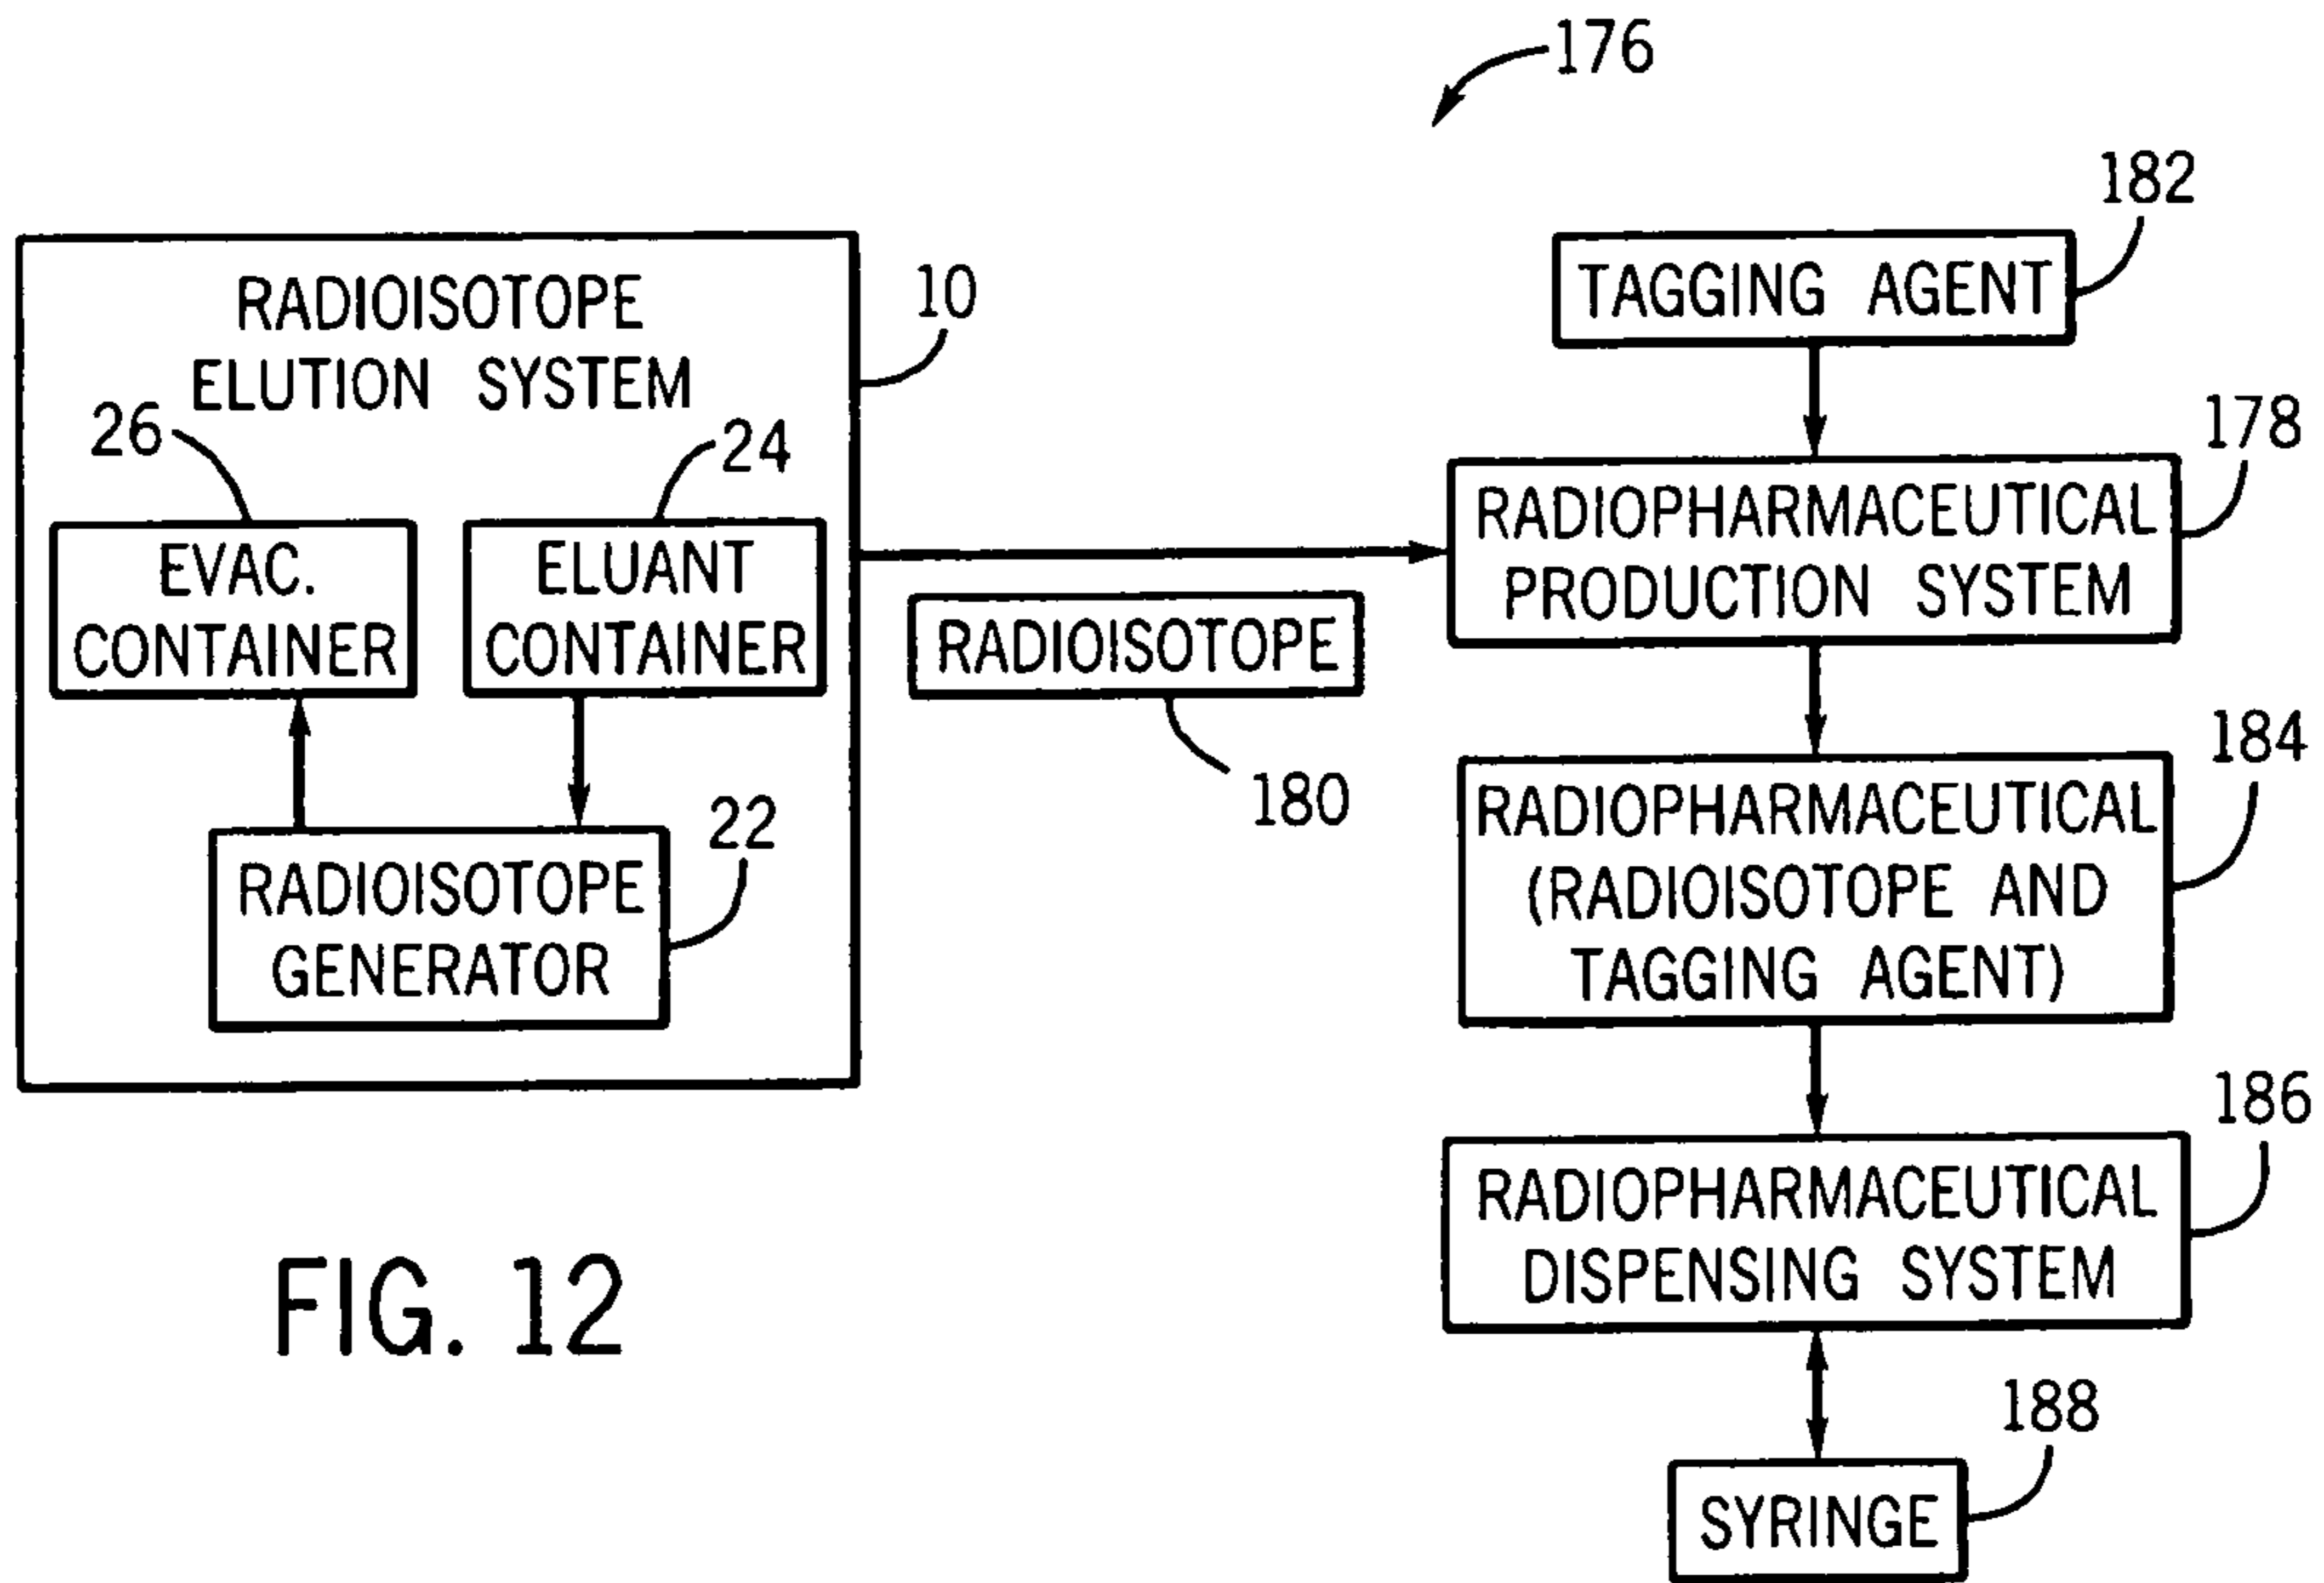 176
182
TAGGING AGENT
RADIOISOTOPE
ELUTION SYSTEM
10
26
24
EVAC.
CONTAINER
ELUANT
CONTAINER
RADIOISOTOPE
GENERATOR
22
RADIOISOTOPE
180
178
RADIOPHARMACEUTICAL
PRODUCTION SYSTEM
184
RADIOPHARMACEUTICAL
(RADIOISOTOPE AND
TAGGING AGENT)
186
RADIOPHARMACEUTICAL
DISPENSING SYSTEM
188
SYRINGE
FIG. 12